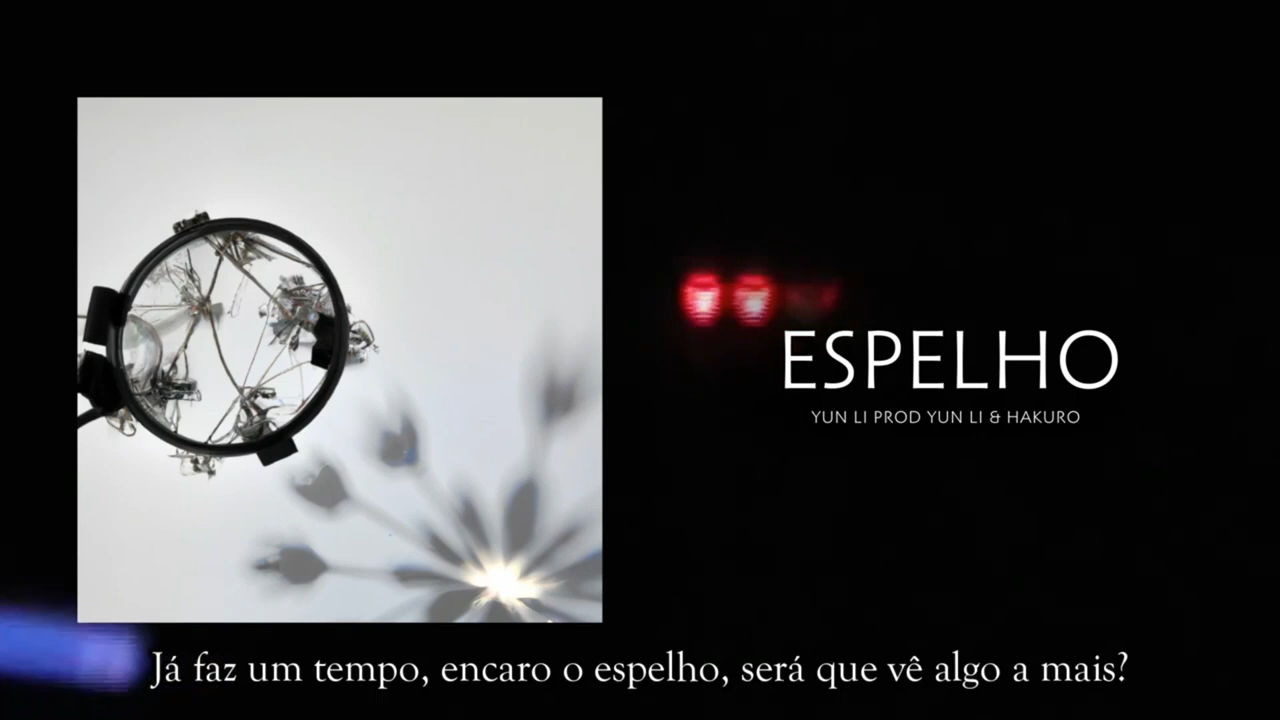 ESPELHO
YUN LI PROD YUN LI & HAKURO
Já faz um tempo, encaro o espelho, será que vê algo a mais?